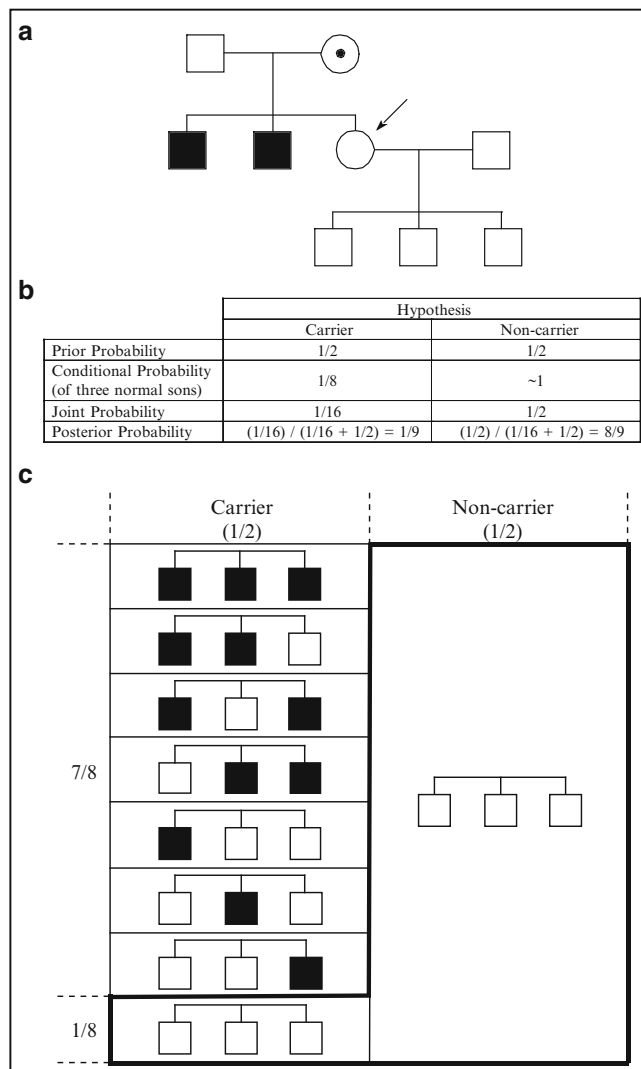 a
b
Hypothesis
Carrier Non-carrier
Prior Probability 1/2 1/2
Conditional Probability
(of three normal sons) 1/8 ~1
Joint Probability 1/16 1/2
Posterior Probability (1/16) / (1/16 + 1/2) = 1/9 (1/2) / (1/16 + 1/2) = 8/9
c
Carrier Non-carrier
(1/2) (1/2)
7/8
1/8